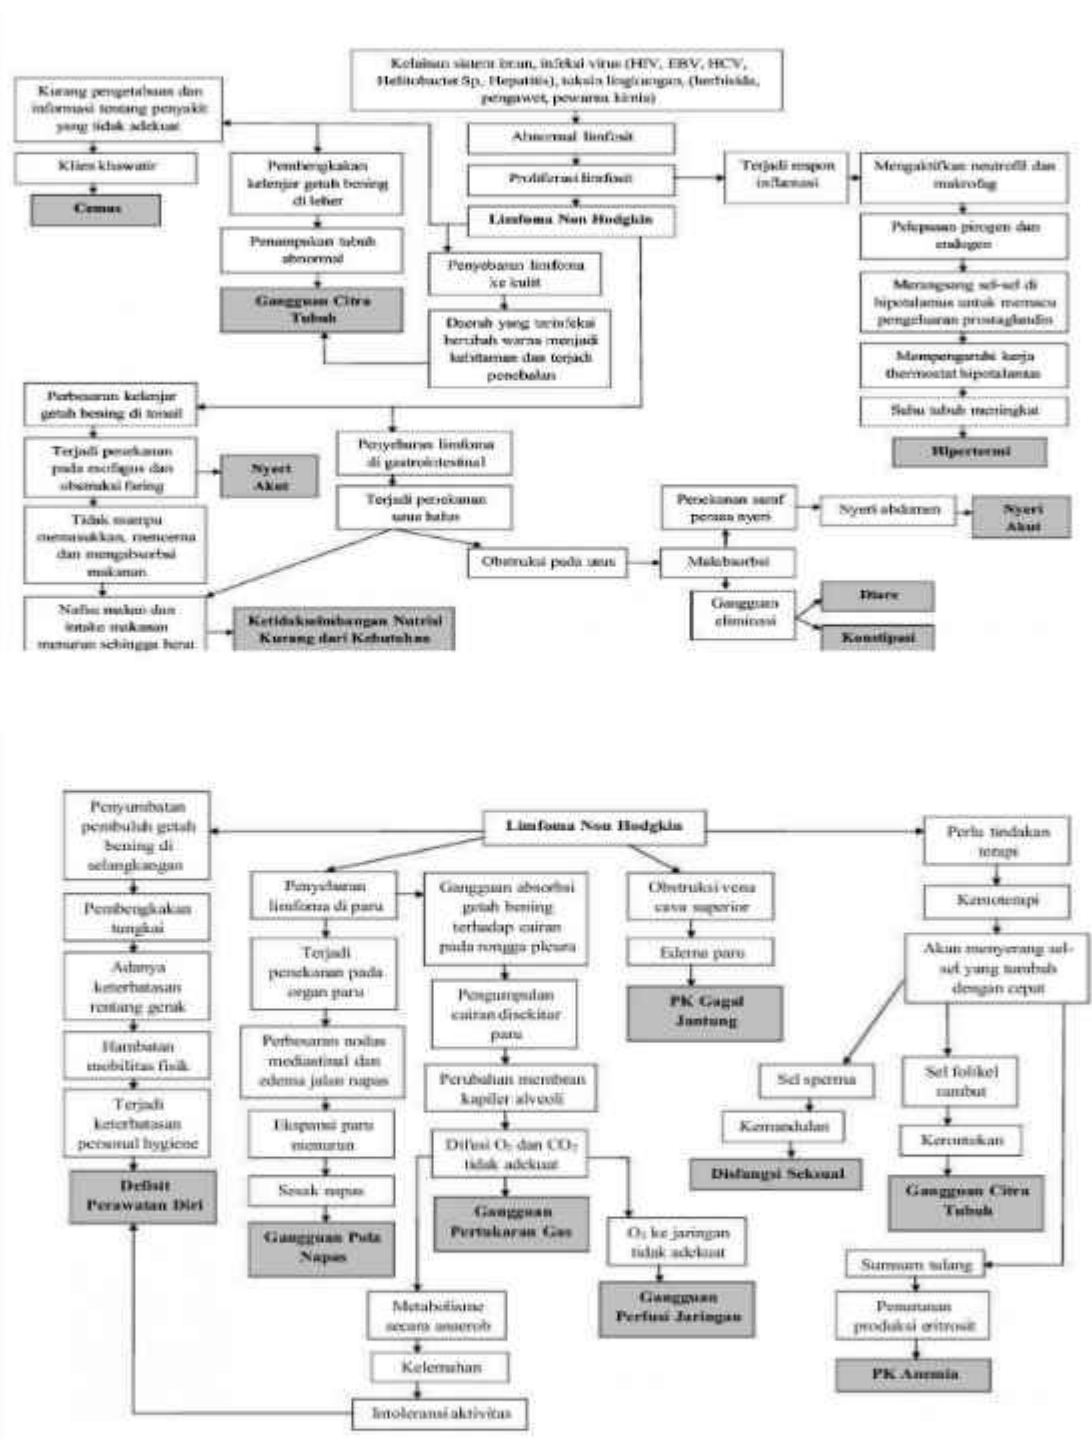 Kelainan sistem imun, infeksi virus (HIV, EBV, HCV,
Helitobacter Sp, Hepatitis), toksin lingkungan, (herbisida,
pengawet, pewarna kimia)
Kurang pengetahuan dan
informasi tentang penyakit
yang tidak adekuat
Klien khawatir
Cemas
Abnormal limfosit
Proliferasi limfosit
Limfoma Non Hodgkin
Pembengkakan
kelenjar getah bening
di leher
Penampakan tubuh
abnormal
Gangguan Citra
Tubuh
Penyebaran limfoma
ke kulit
Daerah yang terinfeksi
berubah warna menjadi
kehitaman dan terjadi
penebalan
Terjadi respon
inflamasi
Mengaktifkan neutrofil dan
makrofag
Pelepasan pirogen dan
endogen
Merangsang sel-sel di
hipotalamus untuk memacu
pengeluaran prostaglandin
Mempengaruhi kerja
thermostat hipotalamus
Suhu tubuh meningkat
Hipertermi
Perbesaran kelenjar
getah bening di tonsil
Terjadi penekanan
pada esofagus dan
obstruksi faring
Nyeri
Akut
Tidak mampu
memasukkan, mencerna
dan mengabsorbsi
makanan
Nafsu makan dan
intake makanan
menurun sehingga berat
Ketidakseimbangan Nutrisi
Kurang dari Kebutuhan
Penyebaran limfoma
di gastrointestinal
Terjadi penekanan
usus halus
Obstruksi pada usus
Malabsorbsi
Penekanan saraf
perasa nyeri
Nyeri abdomen
Nyeri
Akut
Gangguan
eliminasi
Diare
Konstipasi
Limfoma Non Hodgkin
Penyumbatan
pembuluh getah
bening di
selangkangan
Pembengkakan
tungkai
Adanya
keterbatasan
rentang gerak
Hambatan
mobilitas fisik
Terjadi
keterbatasan
personal hygiene
Defisit
Perawatan Diri
Penyebaran
limfoma di paru
Terjadi
penekanan pada
organ paru
Perbesaran nodus
mediastinal dan
edema jalan napas
Ekspansi paru
menurun
Sesak napas
Gangguan Pola
Napas
Gangguan absorbsi
getah bening
terhadap cairan
pada rongga pleura
Pengumpulan
cairan disekitar
paru
Perubahan membran
kapiler alveoli
Difusi O₂ dan CO₂
tidak adekuat
Gangguan
Pertukaran Gas
O₂ ke jaringan
tidak adekuat
Gangguan
Perfusi Jaringan
Metabolisme
secara anaerob
Kelemahan
Intoleransi aktivitas
Obstruksi vena
cava superior
Edema paru
PK Gagal
Jantung
Perlu tindakan
terapi
Kemoterapi
Akan menyerang sel-
sel yang tumbuh
dengan cepat
Sel sperma
Kemandulan
Disfungsi Seksual
Sel folikel
rambut
Kerontokan
Gangguan Citra
Tubuh
Sumsum tulang
Penurunan
produksi eritrosit
PK Anemia